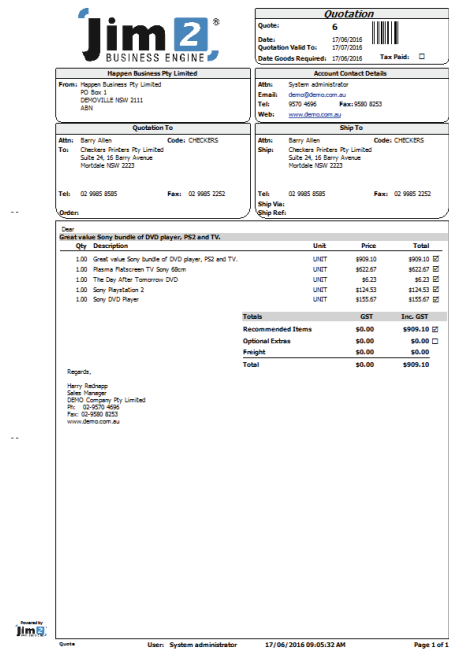 Jim 2 ®
BUSINESS ENGINE
Quotation
Quote: 6
Date: 17/06/2016
Quotation Valid To: 17/07/2016
Date Goods Required: 17/06/2016 Tax Paid:
Happen Business Pty Limited
From: Happen Business Pty Limited
PO Box 1
DEMOVILLE NSW 2111
ABN
Account Contact Details
Attn: System administrator
Email: demo@demo.com.au
Tel: 9570 4696 Fax: 9580 8253
Web: www.demo.com.au
Quotation To
Attn: Barry Allen Code: CHECKERS
To: Checkers Printers Pty Limited
Suite 24, 16 Barry Avenue
Mortdale NSW 2223
Tel: 02 9985 8585 Fax: 02 9985 2252
Order:
Ship To
Attn: Barry Allen Code: CHECKERS
Ship: Checkers Printers Pty Limited
Suite 24, 16 Barry Avenue
Mortdale NSW 2223
Tel: 02 9985 8585 Fax: 02 9985 2252
Ship Via:
Ship Ref:
Dear
Great value Sony bundle of DVD player, PS2 and TV.
Qty Description Unit Price Total
1.00 Great value Sony bundle of DVD player, PS2 and TV. UNIT $909.10 $909.10
1.00 Plasma Flatscreen TV Sony 68cm UNIT $622.67 $622.67
1.00 The Day After Tomorrow DVD UNIT $6.23 $6.23
1.00 Sony Playstation 2 UNIT $124.53 $124.53
1.00 Sony DVD Player UNIT $155.67 $155.67
Totals GST Inc. GST
Recommended Items $0.00 $909.10
Optional Extras $0.00 $0.00
Freight $0.00 $0.00
Total $0.00 $909.10
Regards,
Harry Rednapp
Sales Manager
DEMO Company Pty Limited
Ph: 02-9570 4696
Fax: 02-9580 8253
www.demo.com.au
Powered by
Jim2
Quote User: System administrator 17/06/2016 09:05:32 AM Page 1 of 1